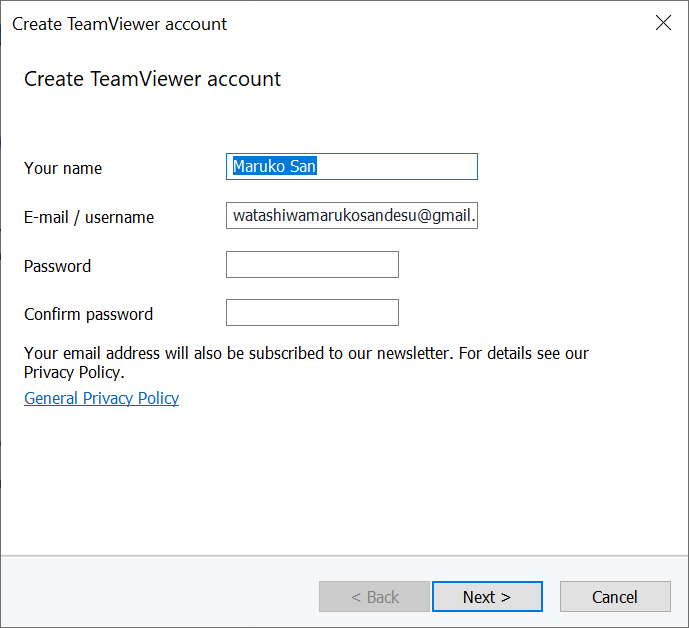 Create TeamViewer account
Create TeamViewer account
Your name
Maruko San
E-mail / username
watashiwamarukosandesu@gmail.
Password
Confirm password
Your email address will also be subscribed to our newsletter. For details see our
Privacy Policy.
General Privacy Policy
< Back
Next >
Cancel